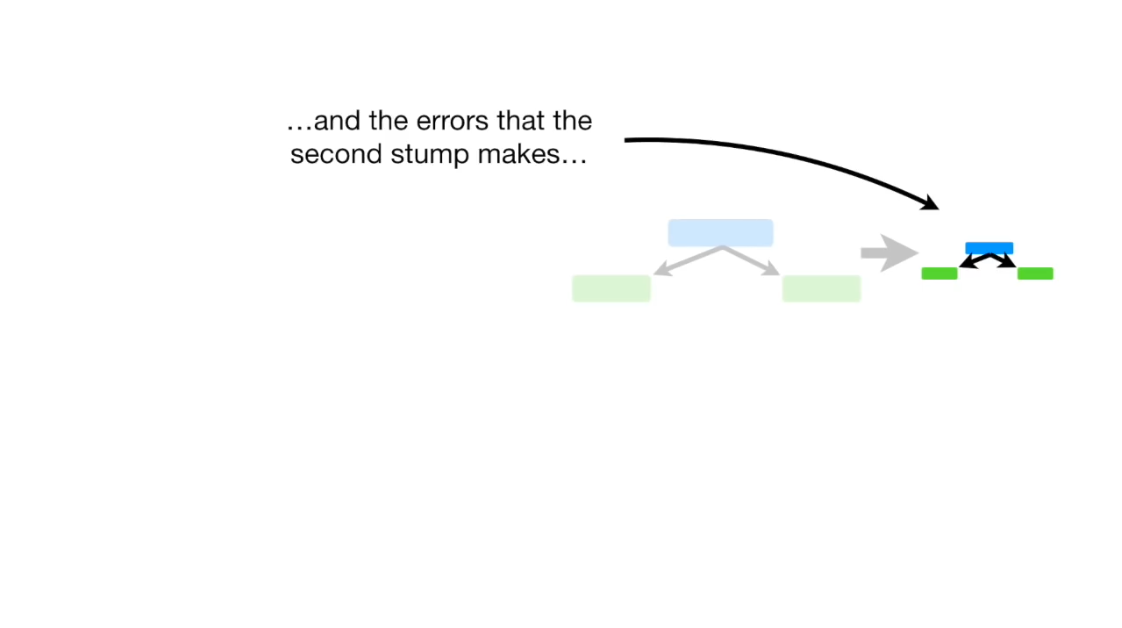 …and the errors that the
second stump makes…